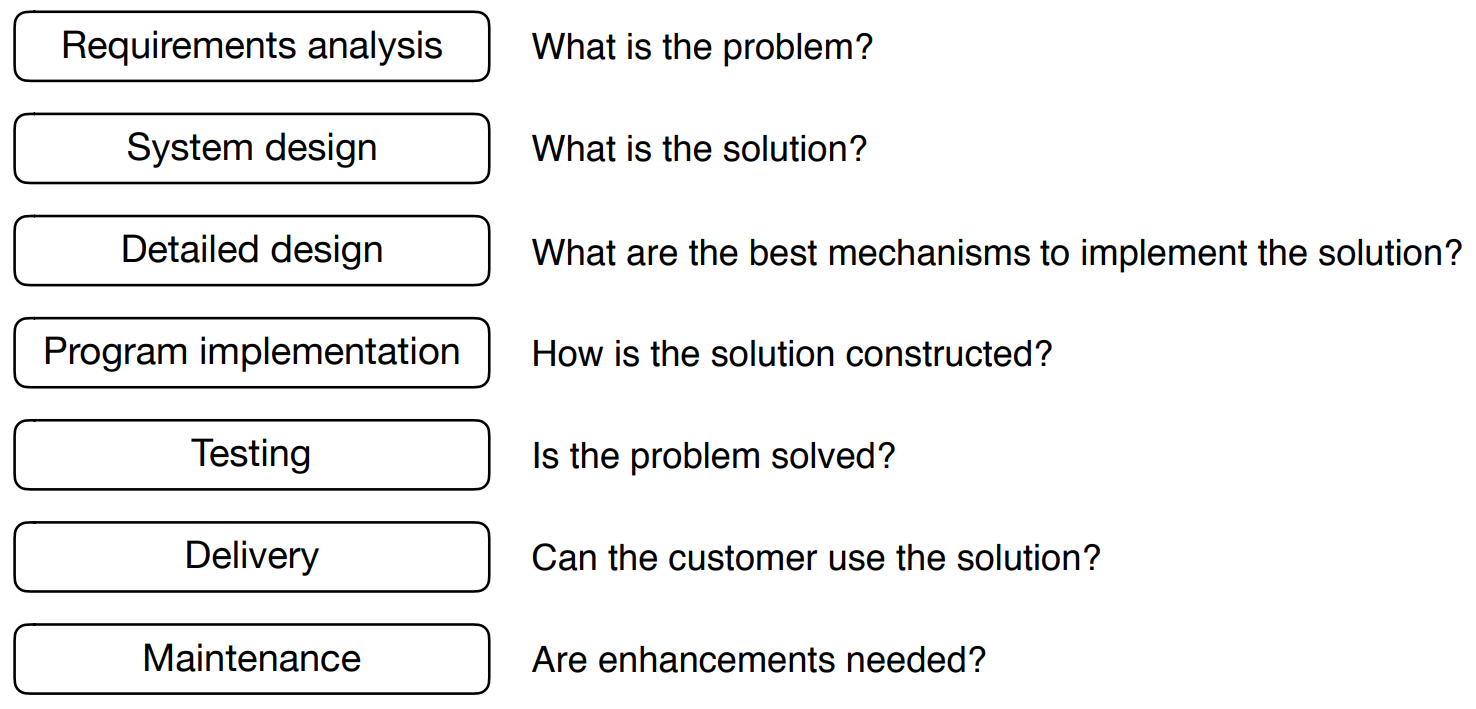 Requirements analysis What is the problem?
System design What is the solution?
Detailed design What are the best mechanisms to implement the solution?
Program implementation How is the solution constructed?
Testing Is the problem solved?
Delivery Can the customer use the solution?
Maintenance Are enhancements needed?